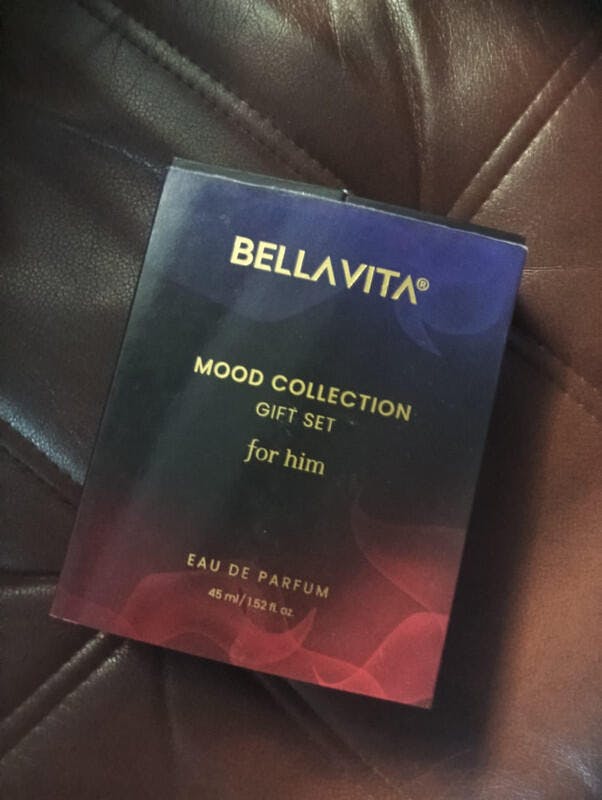 BELLAVITA®
MOOD COLLECTION
GIFT SET
for him
EAU DE PARFUM
45 ml / 1.52 fl. oz.